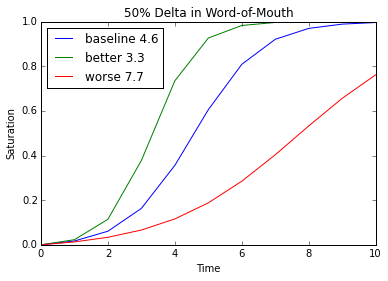 50% Delta in Word-of-Mouth
1.0
0.8
0.6
0.4
0.2
0.0
Saturation
baseline 4.6
better 3.3
worse 7.7
0 2 4 6 8 10
Time